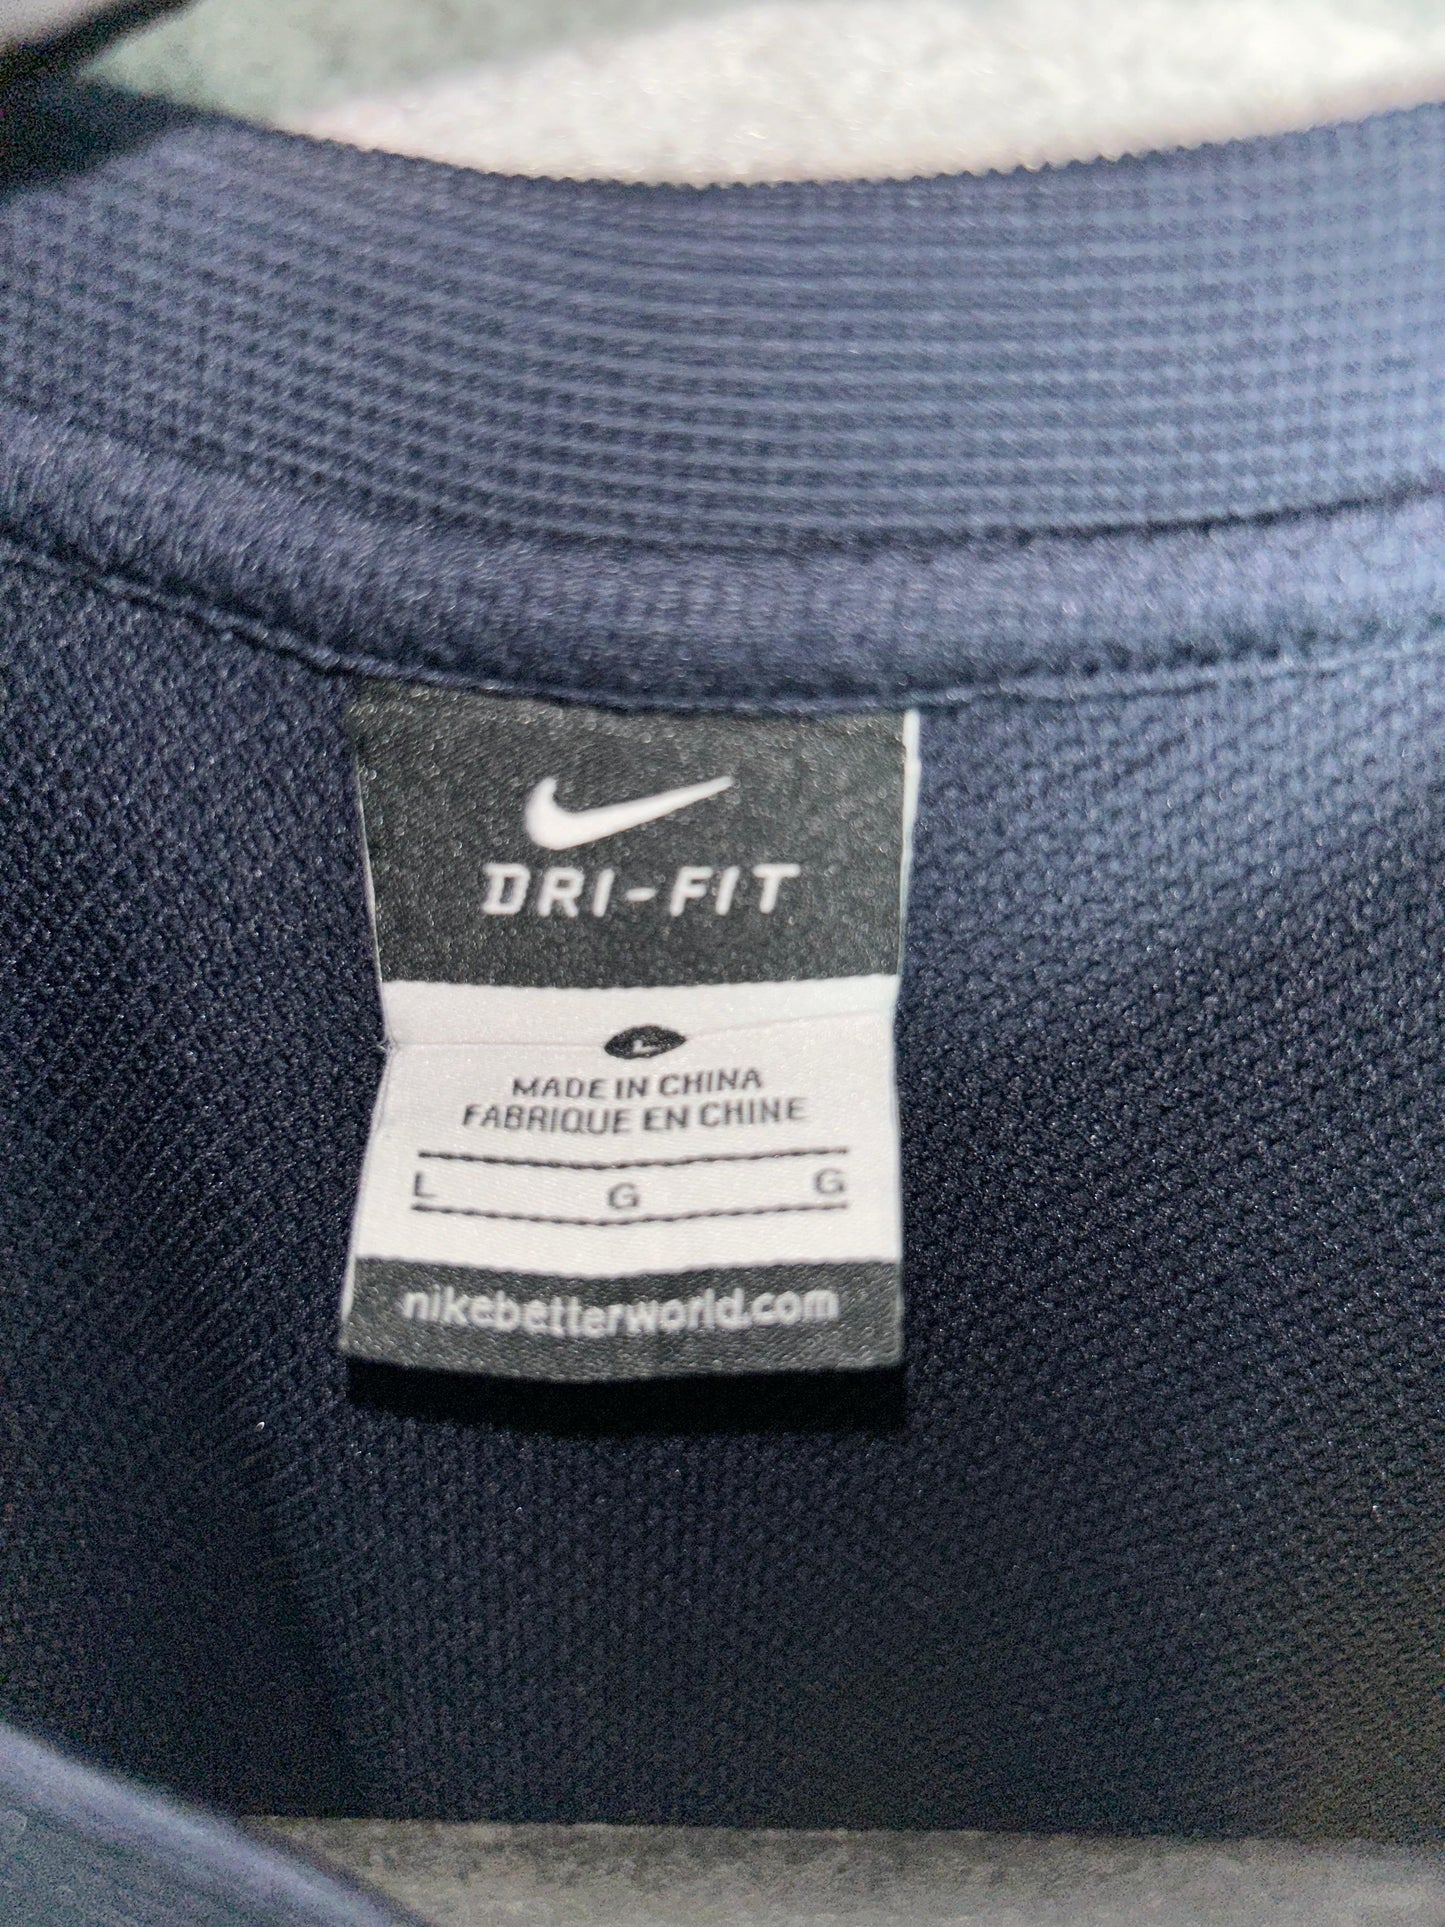 DRI-FIT
L
MADE IN CHINA
FABRIQUE EN CHINE
L G G
nikebetterworld.com